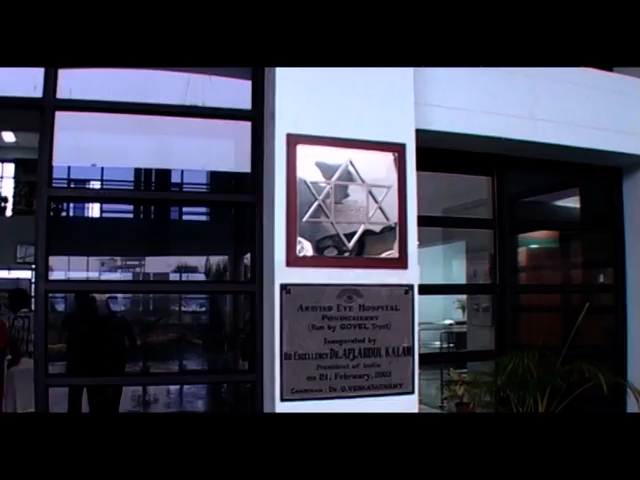 ARAVIND EYE HOSPITAL
PONDICHERRY
(Run by GOVEL Trust)
Inaugurated by
HIS EXCELLENCY DR. APJ. ABDUL KALAM
President of India
on 21, February, 2003
CHAIRMAN : DR. G. VENKATASWAMY